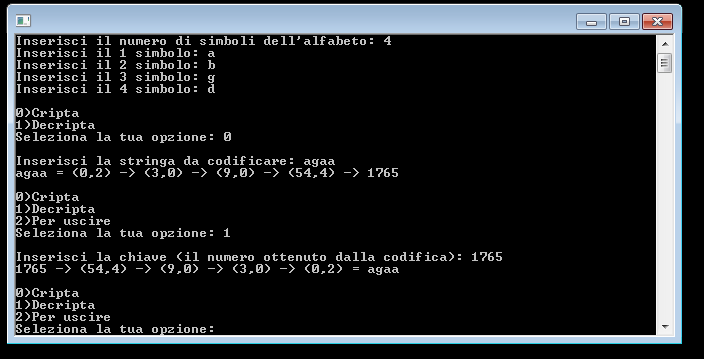 Inserisci il numero di simboli dell'alfabeto: 4
Inserisci il 1 simbolo: a
Inserisci il 2 simbolo: b
Inserisci il 3 simbolo: g
Inserisci il 4 simbolo: d
0)Cripta
1)Decripta
Seleziona la tua opzione: 0
Inserisci la stringa da codificare: agaa
agaa = (0,2) -> (3,0) -> (9,0) -> (54,4) -> 1765
0)Cripta
1)Decripta
2)Per uscire
Seleziona la tua opzione: 1
Inserisci la chiave (il numero ottenuto dalla codifica): 1765
1765 -> (54,4) -> (9,0) -> (3,0) -> (0,2) = agaa
0)Cripta
1)Decripta
2)Per uscire
Seleziona la tua opzione: